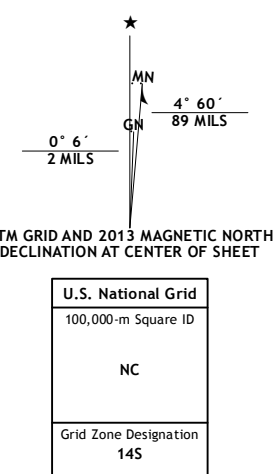 ★
MN
GN
4° 60´
89 MILS
0° 6´
2 MILS
TM GRID AND 2013 MAGNETIC NORTH
DECLINATION AT CENTER OF SHEET
U.S. National Grid
100,000-m Square ID
NC
Grid Zone Designation
14S